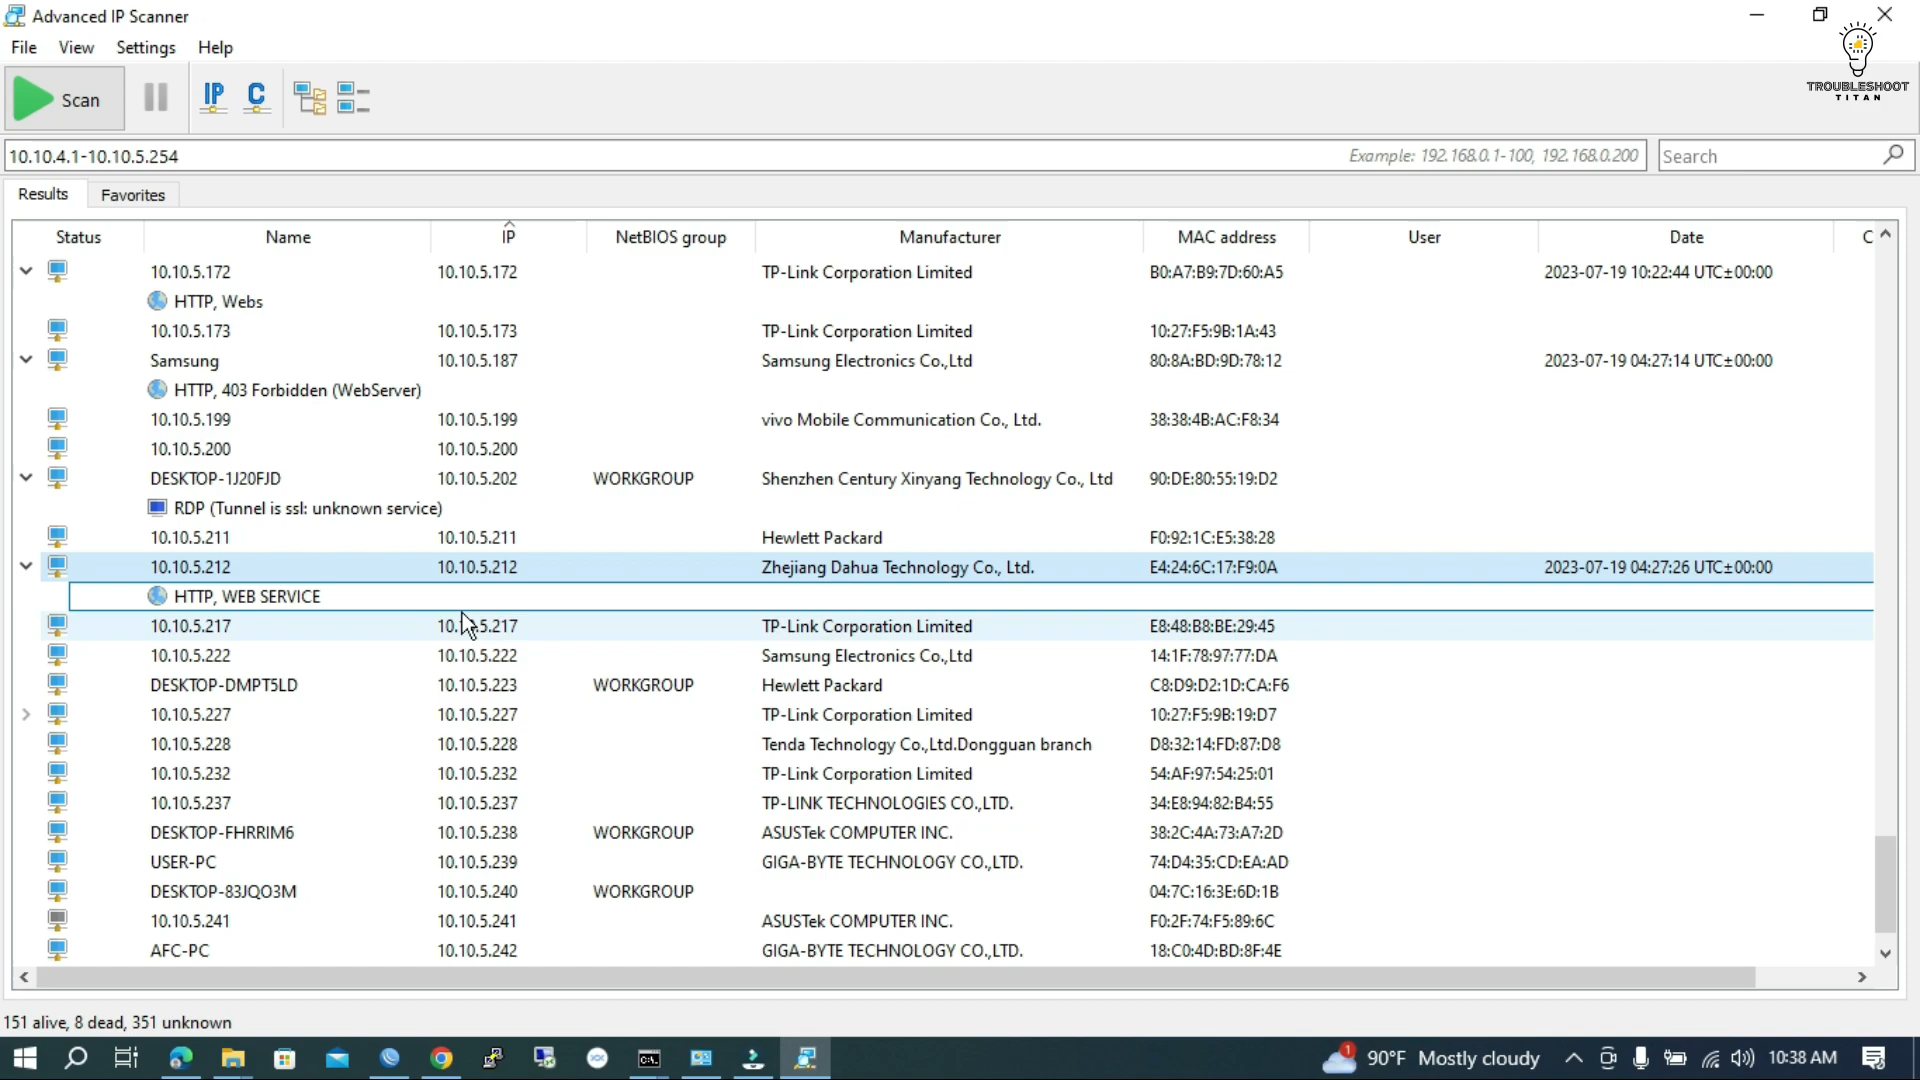 Advanced IP Scanner
File View Settings Help
TROUBLESHOOT
TITAN
Scan IP C
10.10.4.1-10.10.5.254 Example: 192.168.0.1-100, 192.168.0.200 Search
Results Favorites
Status Name IP NetBIOS group Manufacturer MAC address User Date C
10.10.5.172 10.10.5.172 TP-Link Corporation Limited B0:A7:B9:7D:60:A5 2023-07-19 10:22:44 UTC±00:00
HTTP, Webs
10.10.5.173 10.10.5.173 TP-Link Corporation Limited 10:27:F5:9B:1A:43
Samsung 10.10.5.187 Samsung Electronics Co.,Ltd 80:8A:BD:9D:78:12 2023-07-19 04:27:14 UTC±00:00
HTTP, 403 Forbidden (WebServer)
10.10.5.199 10.10.5.199 vivo Mobile Communication Co., Ltd. 38:38:4B:AC:F8:34
10.10.5.200 10.10.5.200
DESKTOP-1J20FJD 10.10.5.202 WORKGROUP Shenzhen Century Xinyang Technology Co., Ltd 90:DE:80:55:19:D2
RDP (Tunnel is ssl: unknown service)
10.10.5.211 10.10.5.211 Hewlett Packard F0:92:1C:E5:38:28
10.10.5.212 10.10.5.212 Zhejiang Dahua Technology Co., Ltd. E4:24:6C:17:F9:0A 2023-07-19 04:27:26 UTC±00:00
HTTP, WEB SERVICE
10.10.5.217 10.10.5.217 TP-Link Corporation Limited E8:48:B8:BE:29:45
10.10.5.222 10.10.5.222 Samsung Electronics Co.,Ltd 14:1F:78:97:77:DA
DESKTOP-DMPT5LD 10.10.5.223 WORKGROUP Hewlett Packard C8:D9:D2:1D:CA:F6
10.10.5.227 10.10.5.227 TP-Link Corporation Limited 10:27:F5:9B:19:D7
10.10.5.228 10.10.5.228 Tenda Technology Co.,Ltd.Dongguan branch D8:32:14:FD:87:D8
10.10.5.232 10.10.5.232 TP-Link Corporation Limited 54:AF:97:54:25:01
10.10.5.237 10.10.5.237 TP-LINK TECHNOLOGIES CO.,LTD. 34:E8:94:82:B4:55
DESKTOP-FHRRIM6 10.10.5.238 WORKGROUP ASUSTek COMPUTER INC. 38:2C:4A:73:A7:2D
USER-PC 10.10.5.239 GIGA-BYTE TECHNOLOGY CO.,LTD. 74:D4:35:CD:EA:AD
DESKTOP-83JQO3M 10.10.5.240 WORKGROUP 04:7C:16:3E:6D:1B
10.10.5.241 10.10.5.241 ASUSTek COMPUTER INC. F0:2F:74:F5:89:6C
AFC-PC 10.10.5.242 GIGA-BYTE TECHNOLOGY CO.,LTD. 18:C0:4D:BD:8F:4E
151 alive, 8 dead, 351 unknown
1 90°F Mostly cloudy 10:38 AM